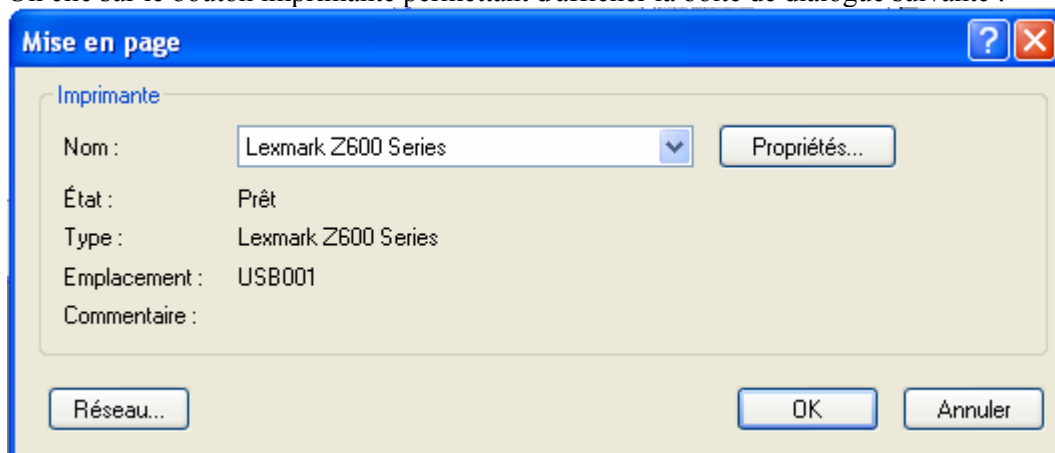 Mise en page
Imprimante
Nom : Lexmark Z600 Series Propriétés...
État : Prêt
Type : Lexmark Z600 Series
Emplacement : USB001
Commentaire :
Réseau... OK Annuler